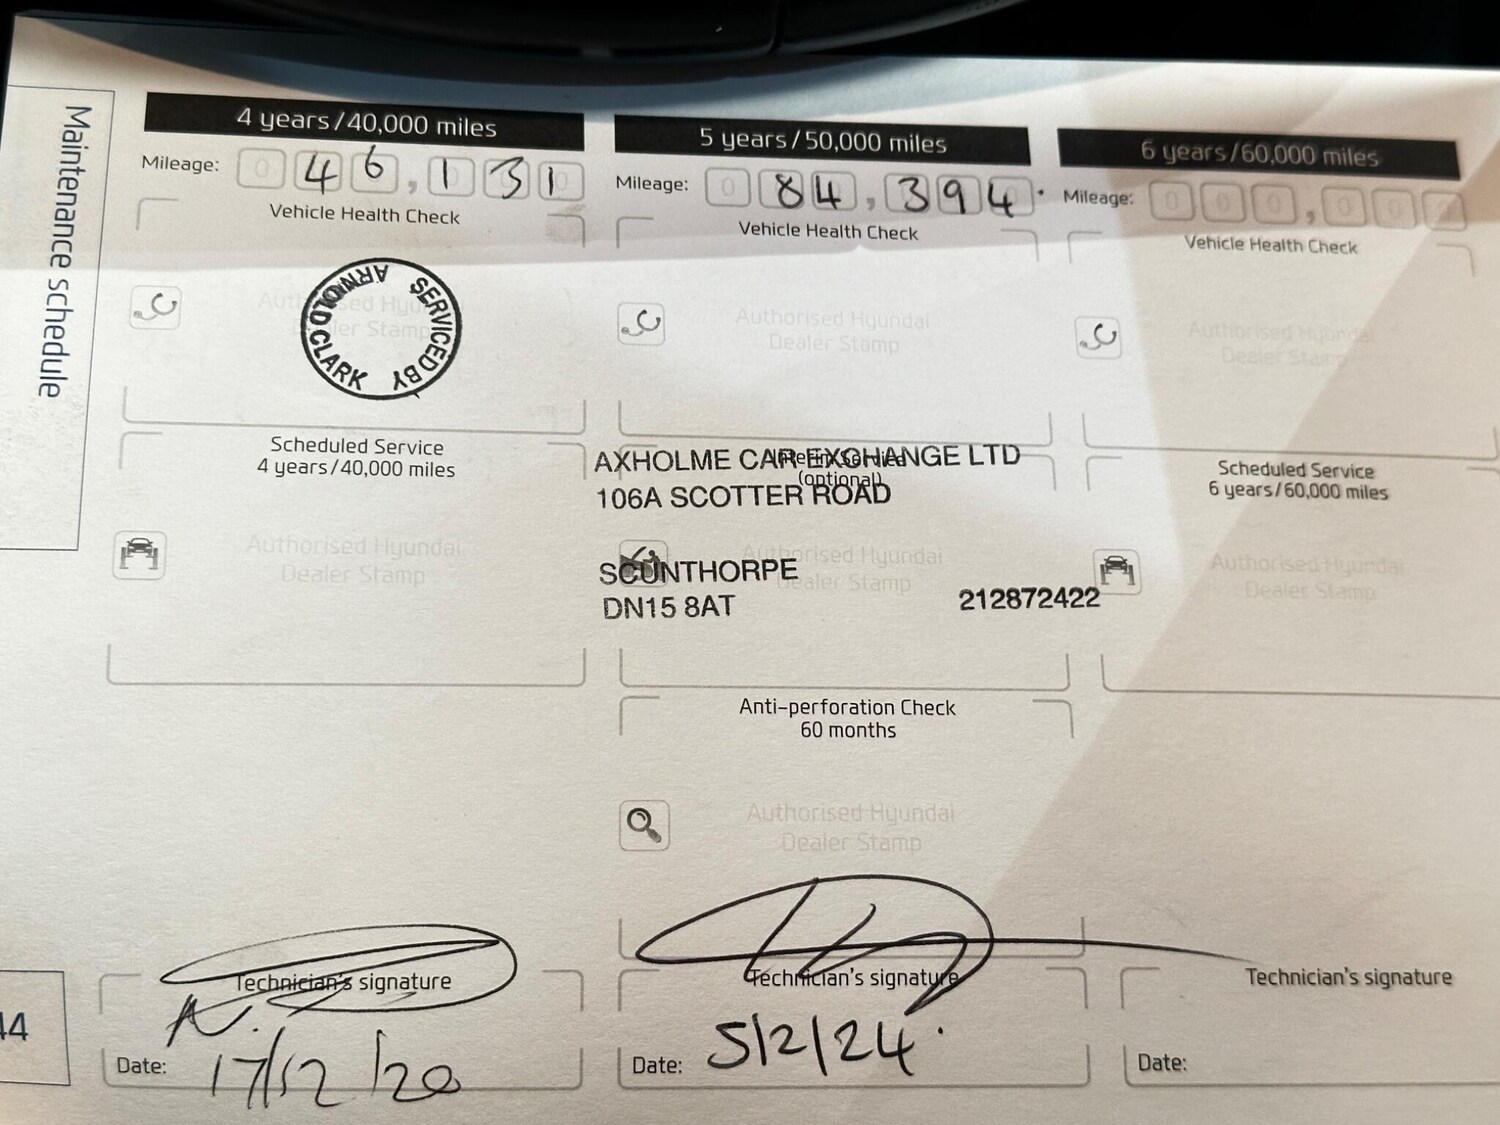 Maintenance schedule
4 years/40,000 miles
Mileage: 046,131
Vehicle Health Check
Authorised Hyundai
Dealer Stamp
SERVICED BY
ARNOLD CLARK
Scheduled Service
4 years/40,000 miles
Authorised Hyundai
Dealer Stamp
Technician's signature
Date: 17/12/20
5 years/50,000 miles
Mileage: 084,394.
Vehicle Health Check
Authorised Hyundai
Dealer Stamp
Interim Service
(optional)
AXHOLME CAR EXCHANGE LTD
106A SCOTTER ROAD
SCUNTHORPE
DN15 8AT
212872422
Authorised Hyundai
Dealer Stamp
Anti-perforation Check
60 months
Authorised Hyundai
Dealer Stamp
Technician's signature
Date: 5/2/24.
6 years/60,000 miles
Mileage: 000,000
Vehicle Health Check
Authorised Hyundai
Dealer Stamp
Scheduled Service
6 years/60,000 miles
Authorised Hyundai
Dealer Stamp
Technician's signature
Date:
44